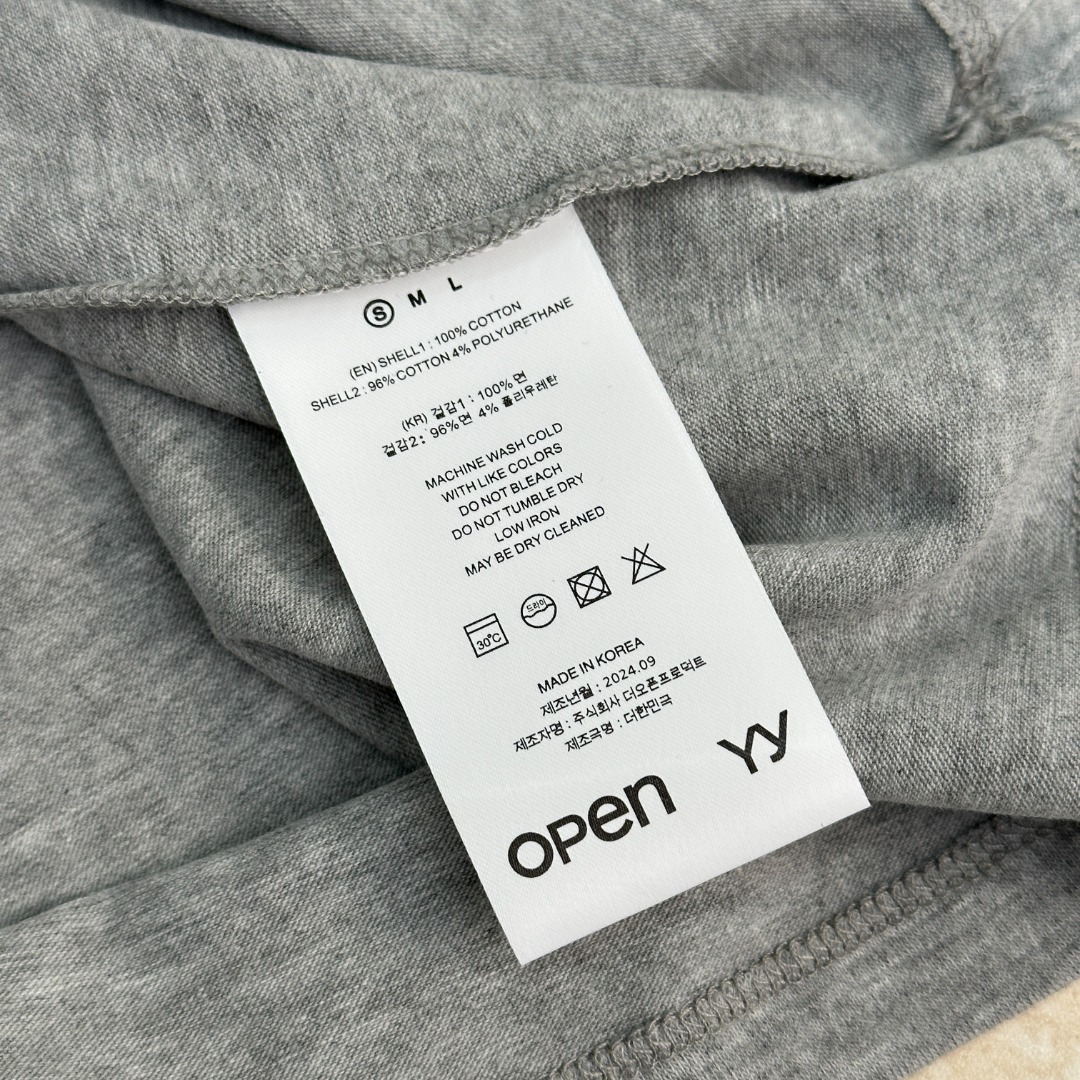 S M L
(EN) SHELL1 : 100% COTTON
SHELL2 : 96% COTTON 4% POLYURETHANE
(KR) 겉감1 : 100% 면
겉감2: 96%면 4% 폴리우레탄
MACHINE WASH COLD
WITH LIKE COLORS
DO NOT BLEACH
DO NOT TUMBLE DRY
LOW IRON
MAY BE DRY CLEANED
30℃ 드라이
MADE IN KOREA
제조년월 : 2024.09
제조자명 : 주식회사 더오픈프로덕트
제조국명 : 더한민국
OPEN YY